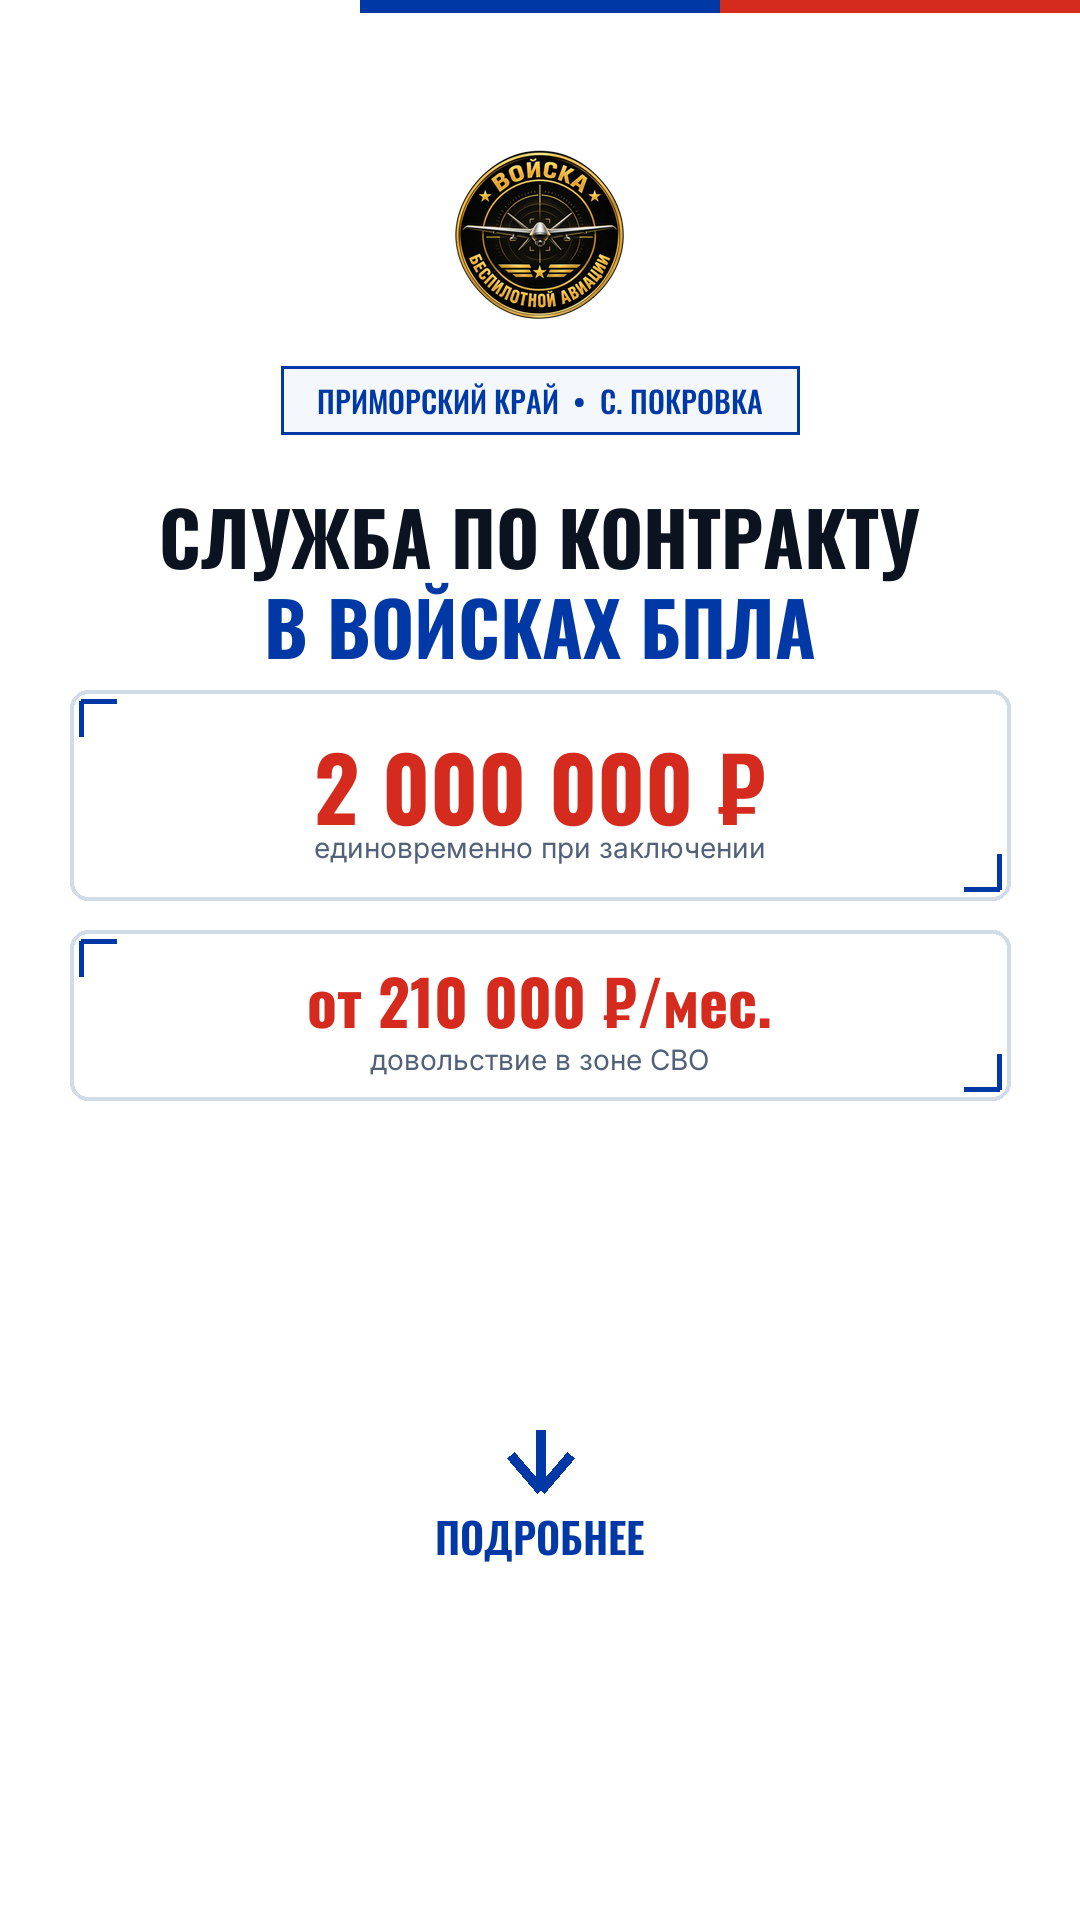 ВОЙСКА
БЕСПИЛОТНОЙ АВИАЦИИ
ПРИМОРСКИЙ КРАЙ • С. ПОКРОВКА
СЛУЖБА ПО КОНТРАКТУ
В ВОЙСКАХ БПЛА
2 000 000 ₽
единовременно при заключении
от 210 000 ₽/мес.
довольствие в зоне СВО
ПОДРОБНЕЕ